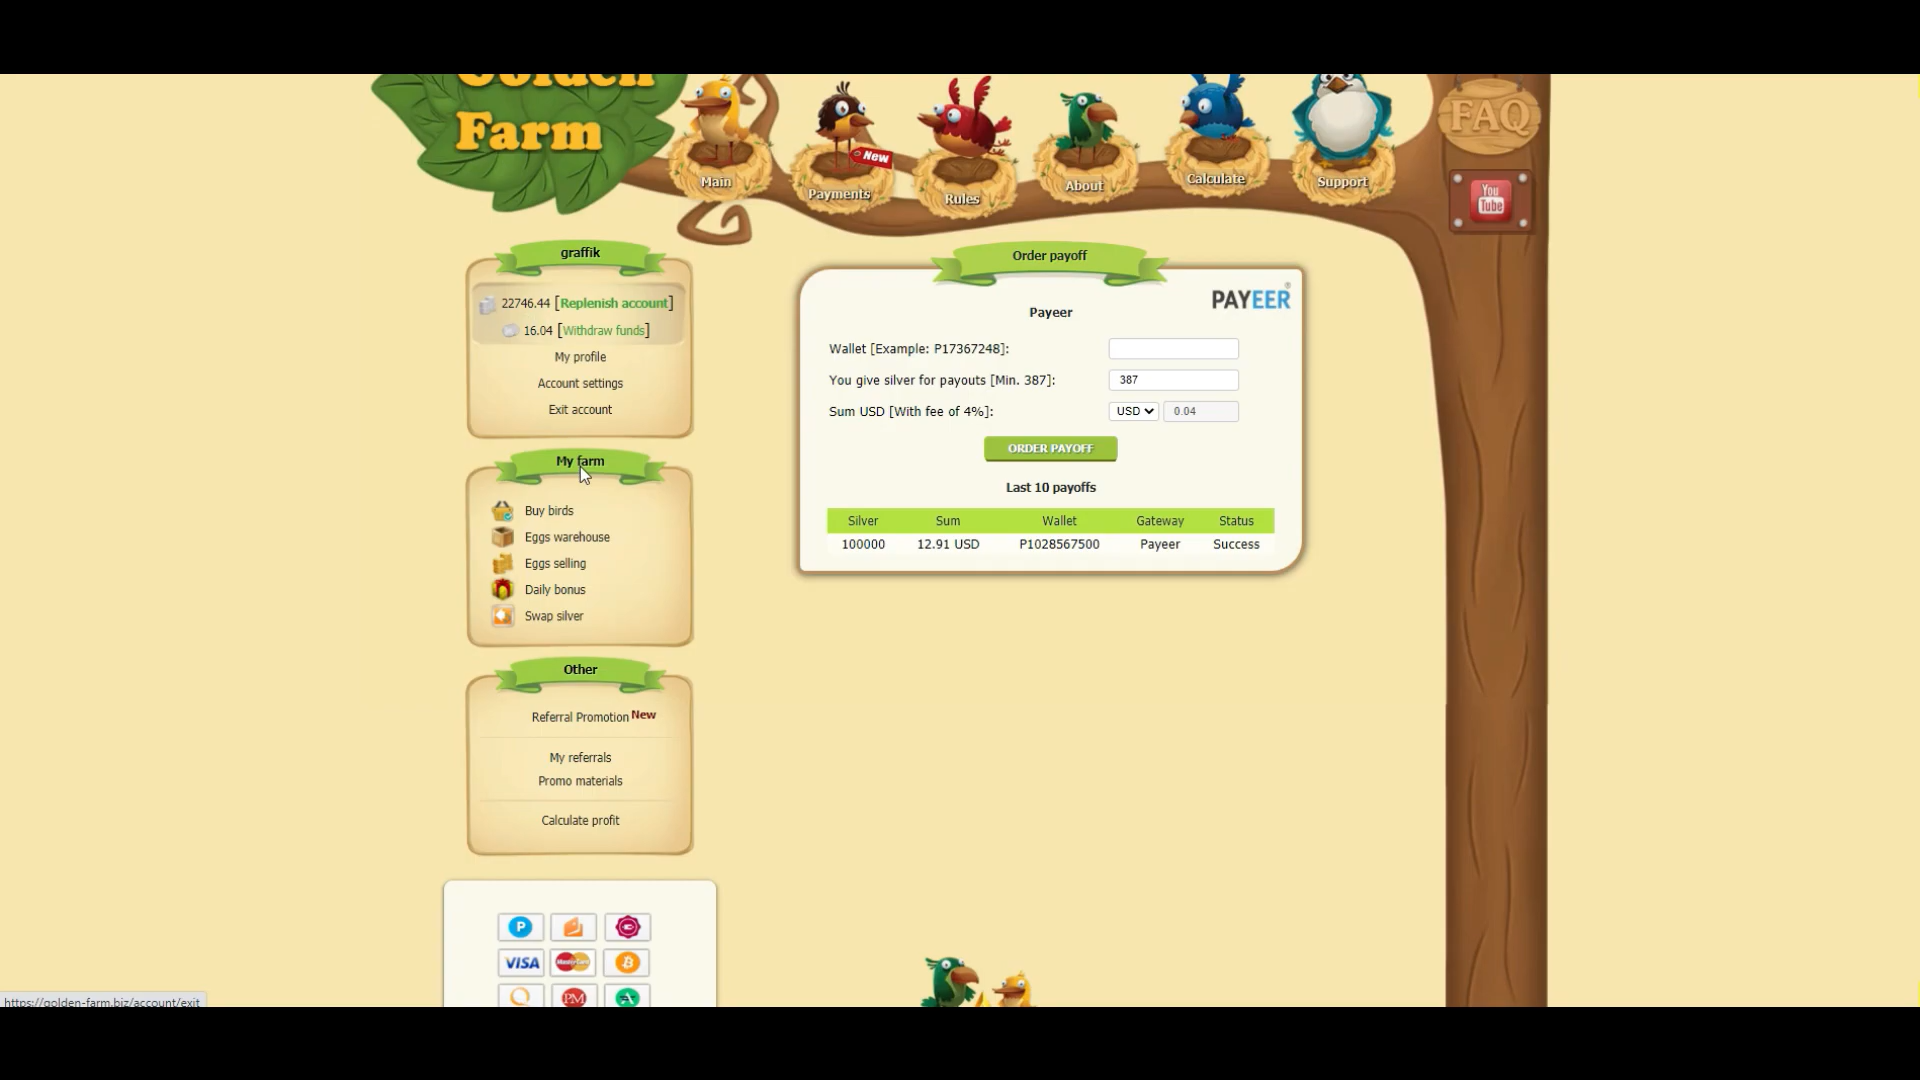 Golden
Farm
Main
Payments
New
Rules
About
Calculate
Support
FAQ
You
Tube
graffik
22746.44 [Replenish account]
16.04 [Withdraw funds]
My profile
Account settings
Exit account
My farm
Buy birds
Eggs warehouse
Eggs selling
Daily bonus
Swap silver
Other
Referral Promotion New
My referrals
Promo materials
Calculate profit
P
VISA
MasterCard
PM
Order payoff
PAYEER®
Payeer
Wallet [Example: P17367248]:
You give silver for payouts [Min. 387]: 387
Sum USD [With fee of 4%]: USD 0.04
ORDER PAYOFF
Last 10 payoffs
Silver Sum Wallet Gateway Status
100000 12.91 USD P1028567500 Payeer Success
https://golden-farm.biz/account/exit